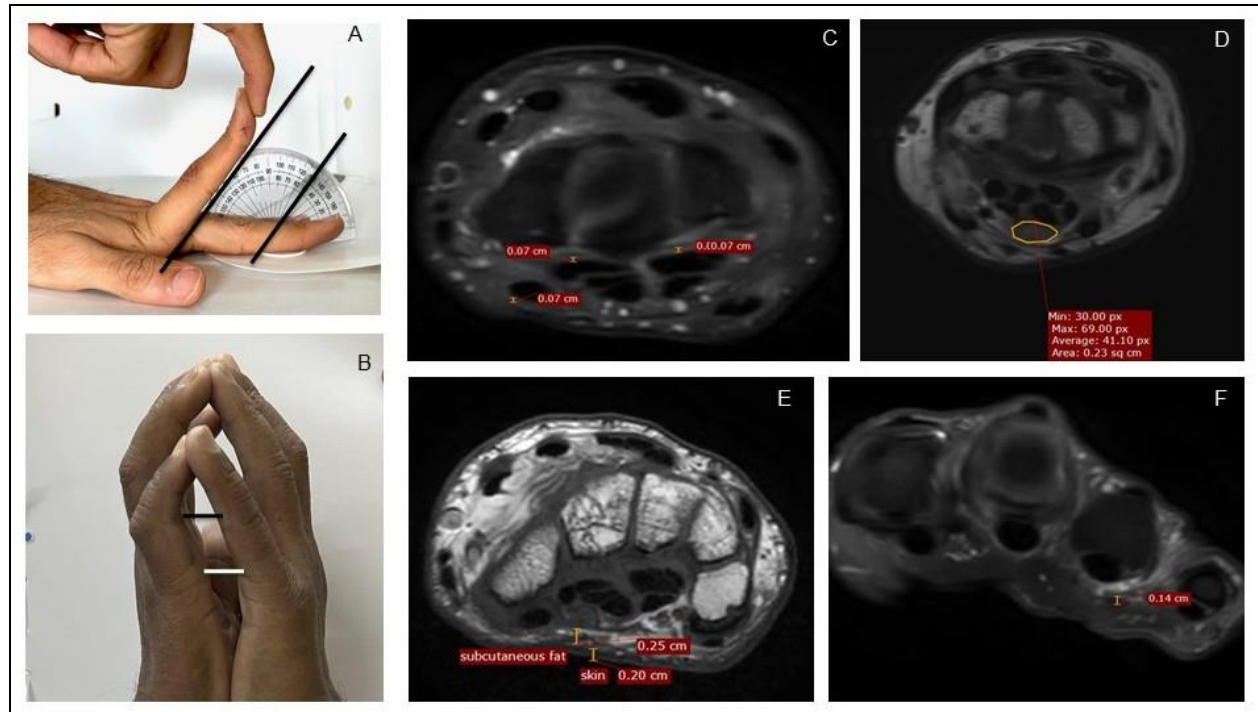 A
B
C
0.07 cm
0.0
0.07 cm
0.07 cm
D
Min: 30.00 px
Max: 69.00 px
Average: 41.10 px
Area: 0.23 sq cm
E
0.25 cm
subcutaneous fat
skin
0.20 cm
F
0.14 cm